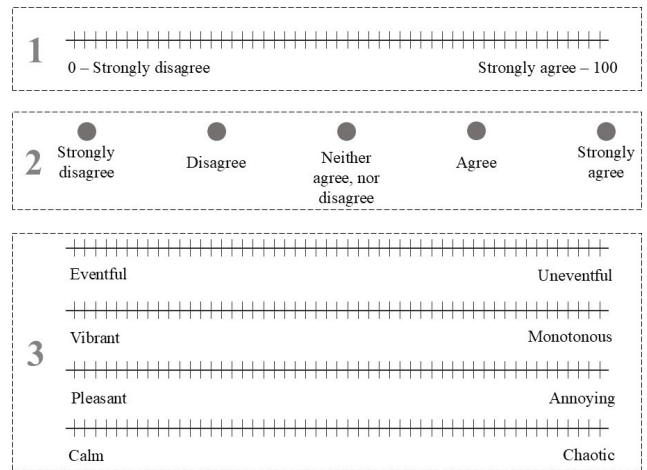 1
0 – Strongly disagree Strongly agree – 100
2
Strongly disagree
Disagree
Neither agree, nor disagree
Agree
Strongly agree
3
Eventful Uneventful
Vibrant Monotonous
Pleasant Annoying
Calm Chaotic